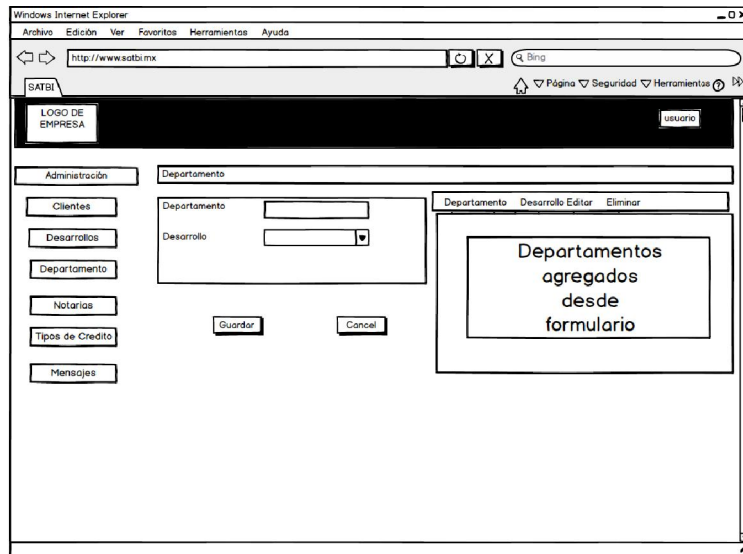 Windows Internet Explorer
Archivo Edición Ver Favoritos Herramientas Ayuda
http://www.satbi.mx
Bing
SATBI
Página Seguridad Herramientas
LOGO DE
EMPRESA
usuario
Administración
Departamento
Clientes
Departamento
Departamento Desarrollo Editar Eliminar
Desarrollos
Desarrollo
Departamento
Departamentos
agregados
desde
formulario
Notarias
Guardar
Cancel
Tipos de Credito
Mensajes